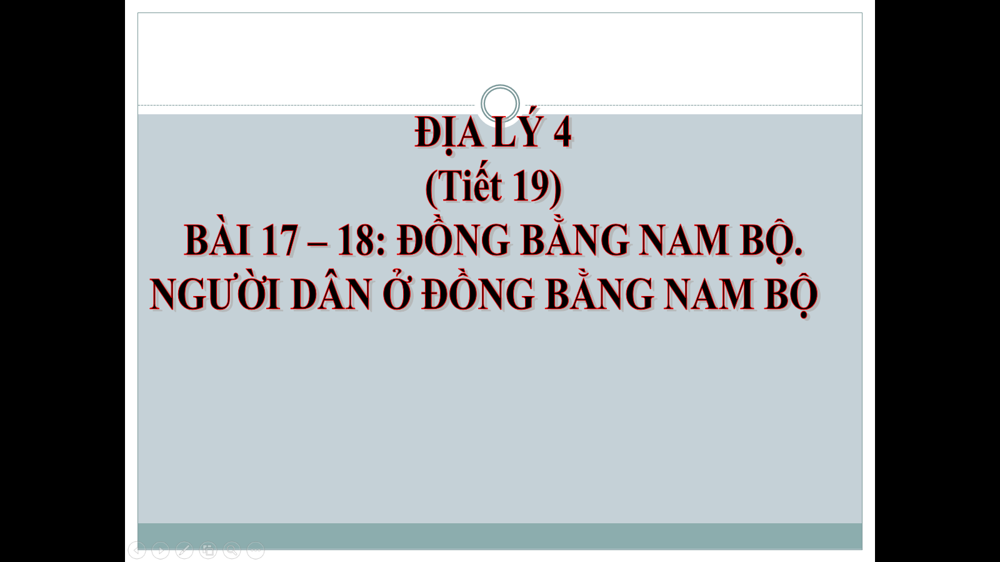 ĐỊA LÝ 4
(Tiết 19)
BÀI 17 – 18: ĐỒNG BẰNG NAM BỘ.
NGƯỜI DÂN Ở ĐỒNG BẰNG NAM BỘ